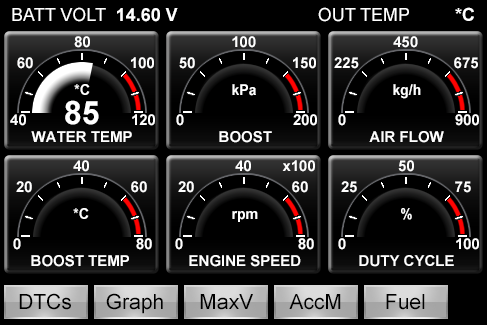 BATT VOLT 14.60 V OUT TEMP *°C
80 100 450
60 100 50 150 225 675
*°C kPa kg/h
85
40 120 0 200 0 900
WATER TEMP BOOST AIR FLOW
40 40 x100 50
20 60 20 60 25 75
*°C rpm %
0 80 0 80 0 100
BOOST TEMP ENGINE SPEED DUTY CYCLE
DTCs Graph MaxV AccM Fuel